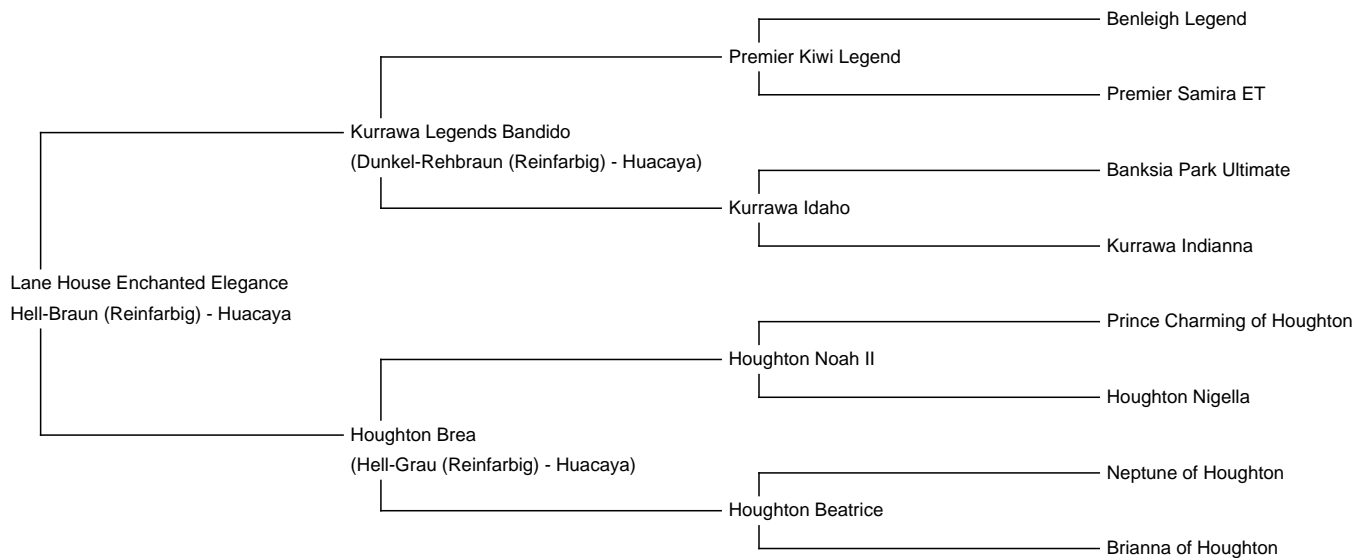 Benleigh Legend
Premier Kiwi Legend
Premier Samira ET
Kurrawa Legends Bandido
(Dunkel-Rehbraun (Reinfarbig) - Huacaya)
Banksia Park Ultimate
Kurrawa Idaho
Kurrawa Indianna
Lane House Enchanted Elegance
Hell-Braun (Reinfarbig) - Huacaya
Prince Charming of Houghton
Houghton Noah II
Houghton Nigella
Houghton Brea
(Hell-Grau (Reinfarbig) - Huacaya)
Neptune of Houghton
Houghton Beatrice
Brianna of Houghton